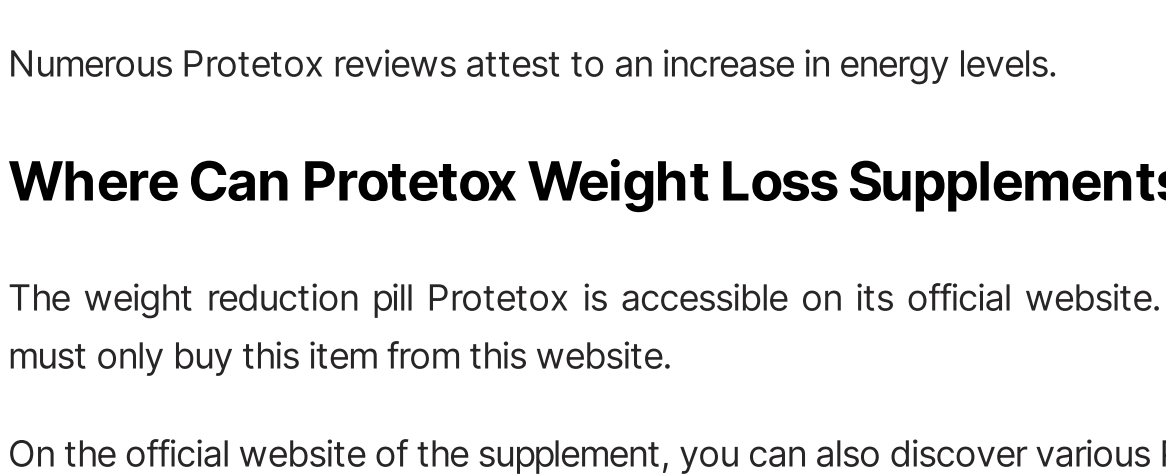 Numerous Protetox reviews attest to an increase in energy levels.
Where Can Protetox Weight Loss Supplements
The weight reduction pill Protetox is accessible on its official website.
must only buy this item from this website.
On the official website of the supplement, you can also discover various